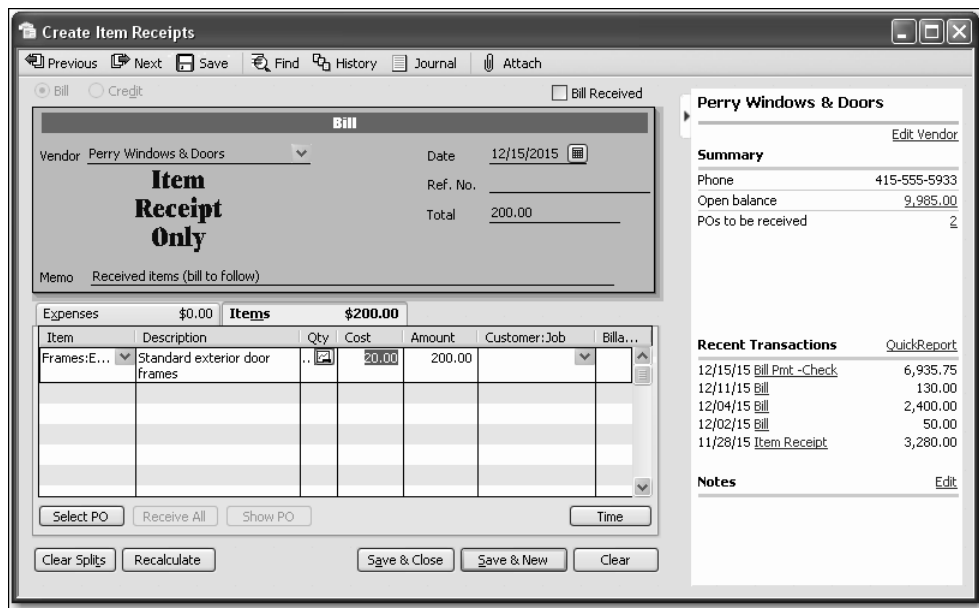 Create Item Receipts
Previous Next Save Find History Journal Attach
Bill Credit Bill Received
Bill
Vendor Perry Windows & Doors
Date 12/15/2015
Item
Receipt
Only
Ref. No.
Total 200.00
Memo Received items (bill to follow)
Expenses $0.00 Items $200.00
Item Description Qty Cost Amount Customer:Job Billa...
Frames:E... Standard exterior door .. 20.00 200.00
frames
Select PO Receive All Show PO Time
Clear Splits Recalculate Save & Close Save & New Clear
Perry Windows & Doors
Edit Vendor
Summary
Phone 415-555-5933
Open balance 9,985.00
POs to be received 2
Recent Transactions QuickReport
12/15/15 Bill Pmt -Check 6,935.75
12/11/15 Bill 130.00
12/04/15 Bill 2,400.00
12/02/15 Bill 50.00
11/28/15 Item Receipt 3,280.00
Notes Edit